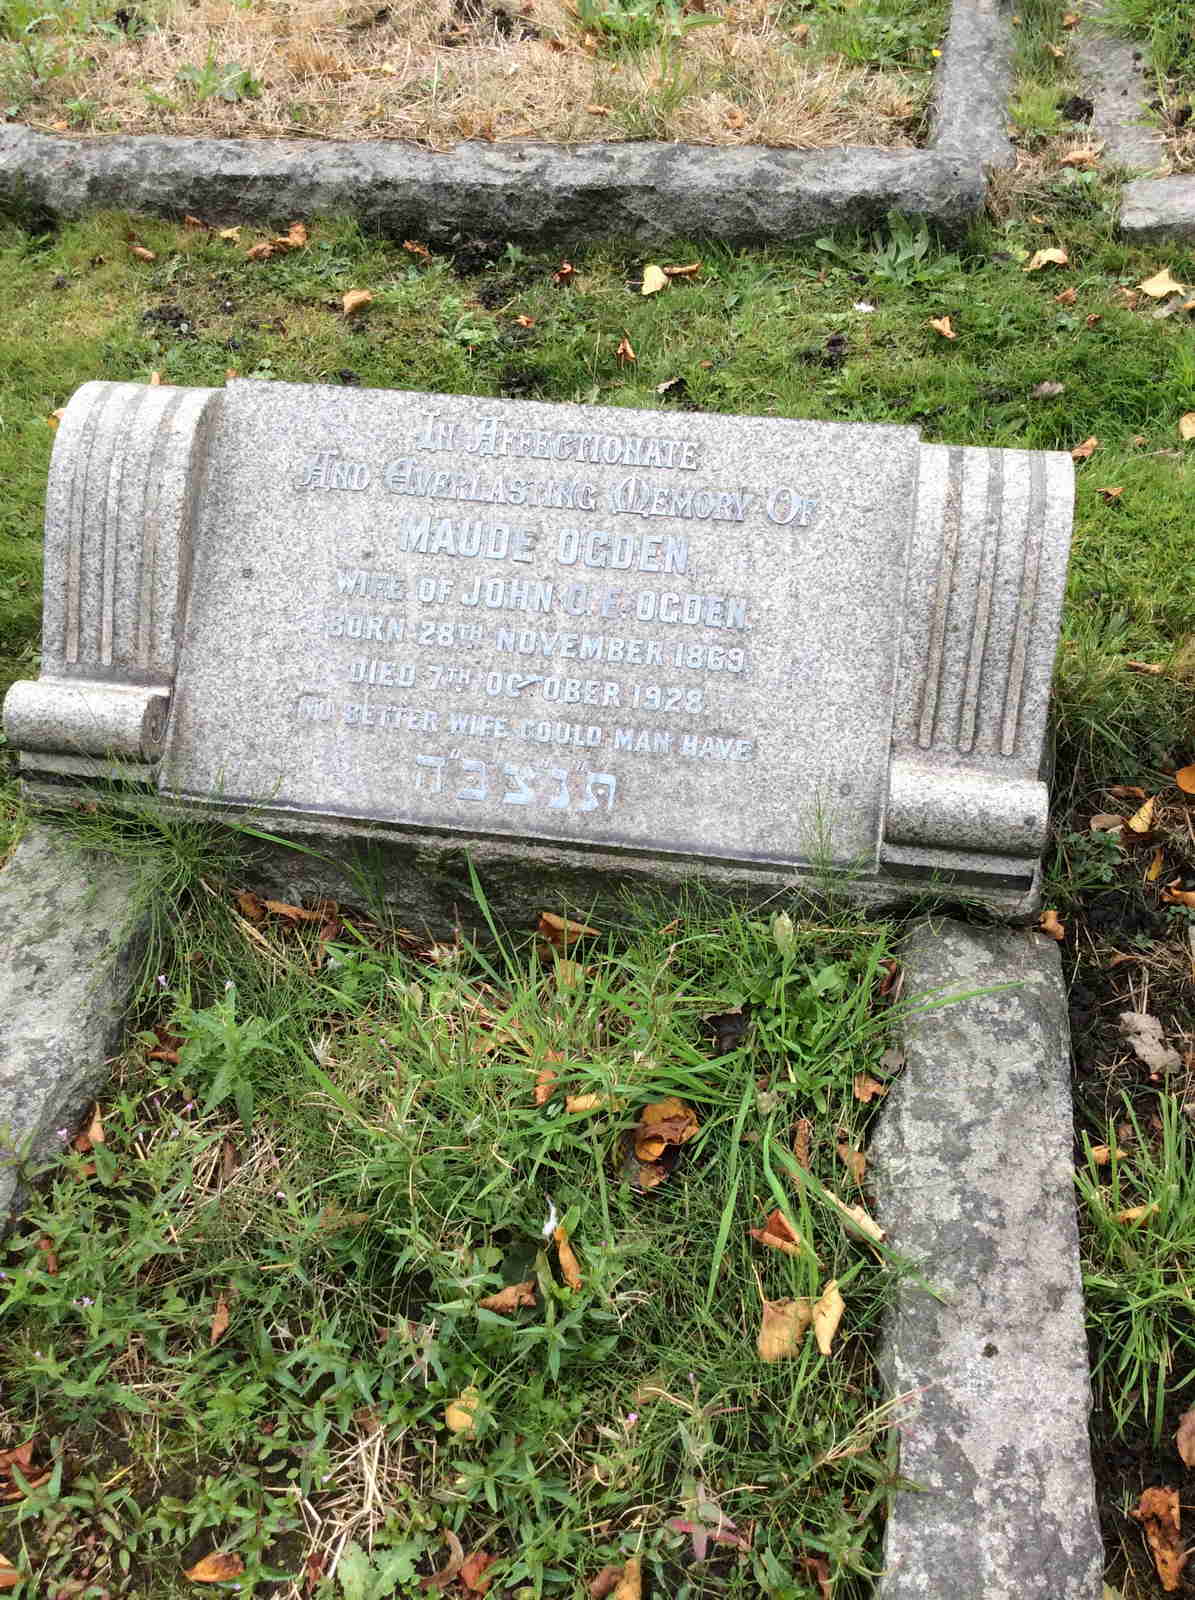 IN AFFECTIONATE
AND EVERLASTING MEMORY OF
MAUDE OGDEN,
WIFE OF JOHN O. E. OGDEN,
BORN 28TH NOVEMBER 1869,
DIED 7TH OCTOBER 1928.
NO BETTER WIFE COULD MAN HAVE
ת"נ"צ"ב"ה